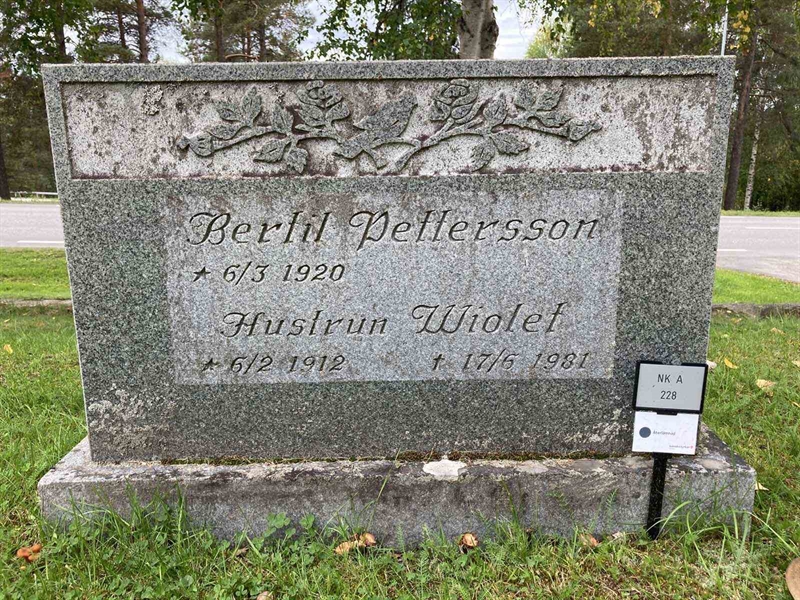 Bertil Pettersson
★ 6/3 1920
Hustrun Wiolet
★ 6/2 1912 † 17/6 1981
NK A
228